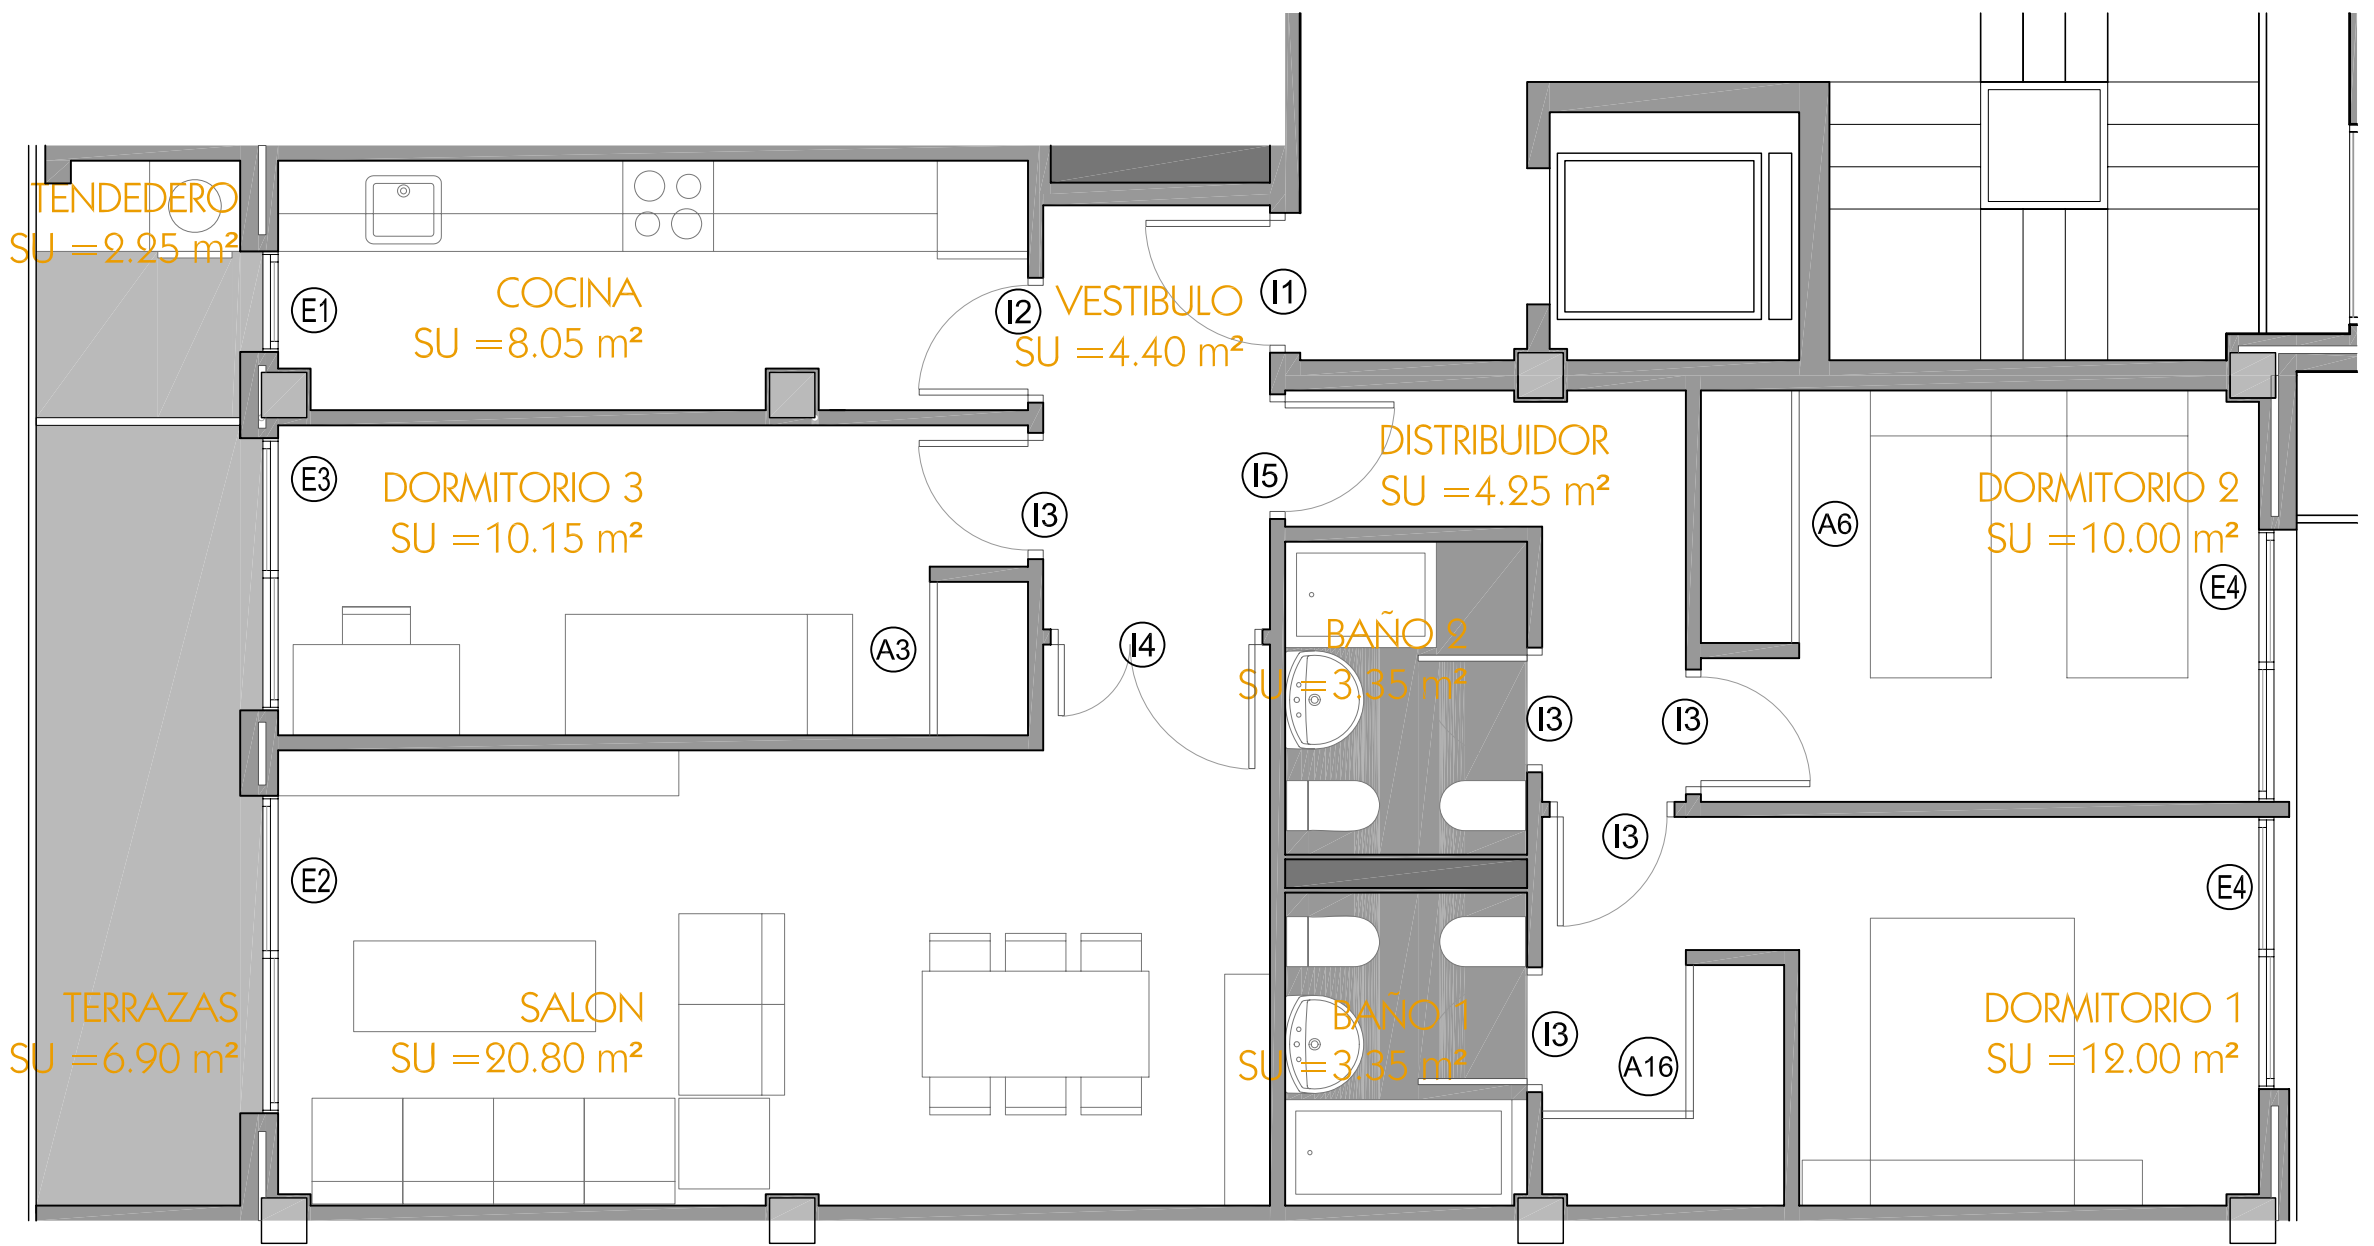 TENDEDERO
SU =2.25 m²
COCINA
SU =8.05 m²
VESTIBULO
SU =4.40 m²
E1
I2
I1
DORMITORIO 3
SU =10.15 m²
E3
I3
I5
DISTRIBUIDOR
SU =4.25 m²
A6
DORMITORIO 2
SU =10.00 m²
E4
A3
I4
BAÑO 2
SU =3.35 m²
I3
I3
I3
E2
E4
TERRAZAS
SU =6.90 m²
SALON
SU =20.80 m²
BAÑO 1
SU =3.35 m²
I3
A16
DORMITORIO 1
SU =12.00 m²